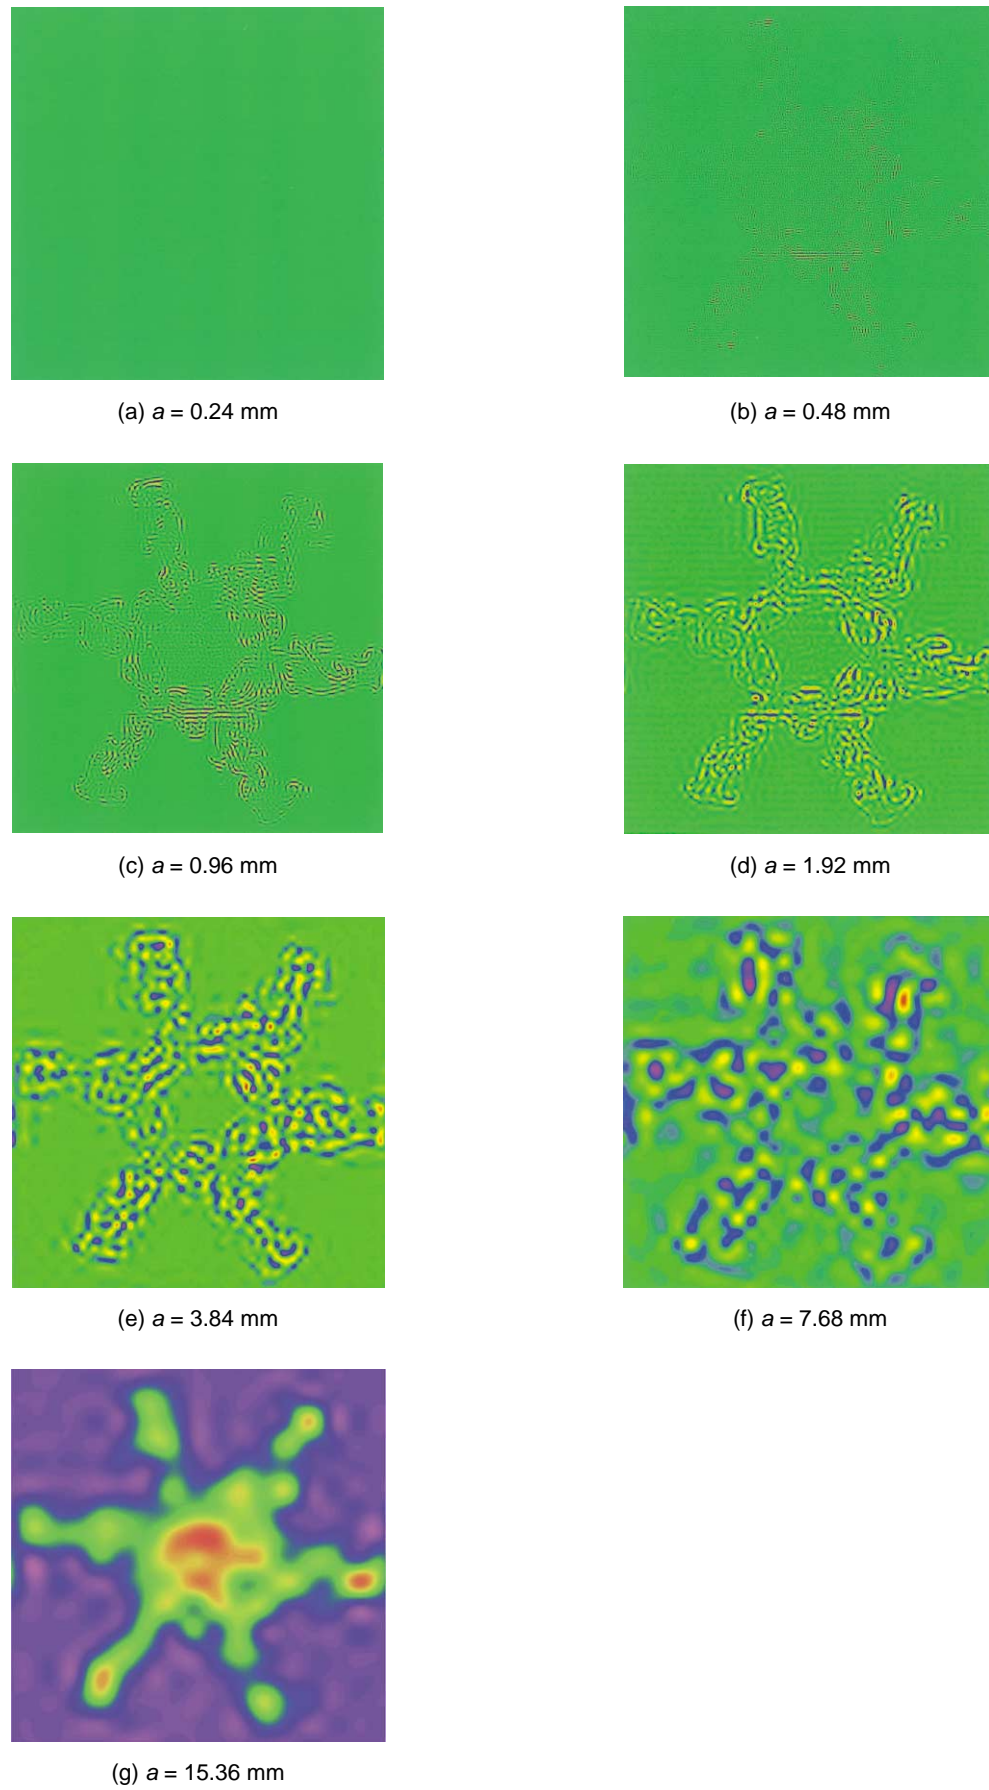 (a) a = 0.24 mm
(b) a = 0.48 mm
(c) a = 0.96 mm
(d) a = 1.92 mm
(e) a = 3.84 mm
(f) a = 7.68 mm
(g) a = 15.36 mm